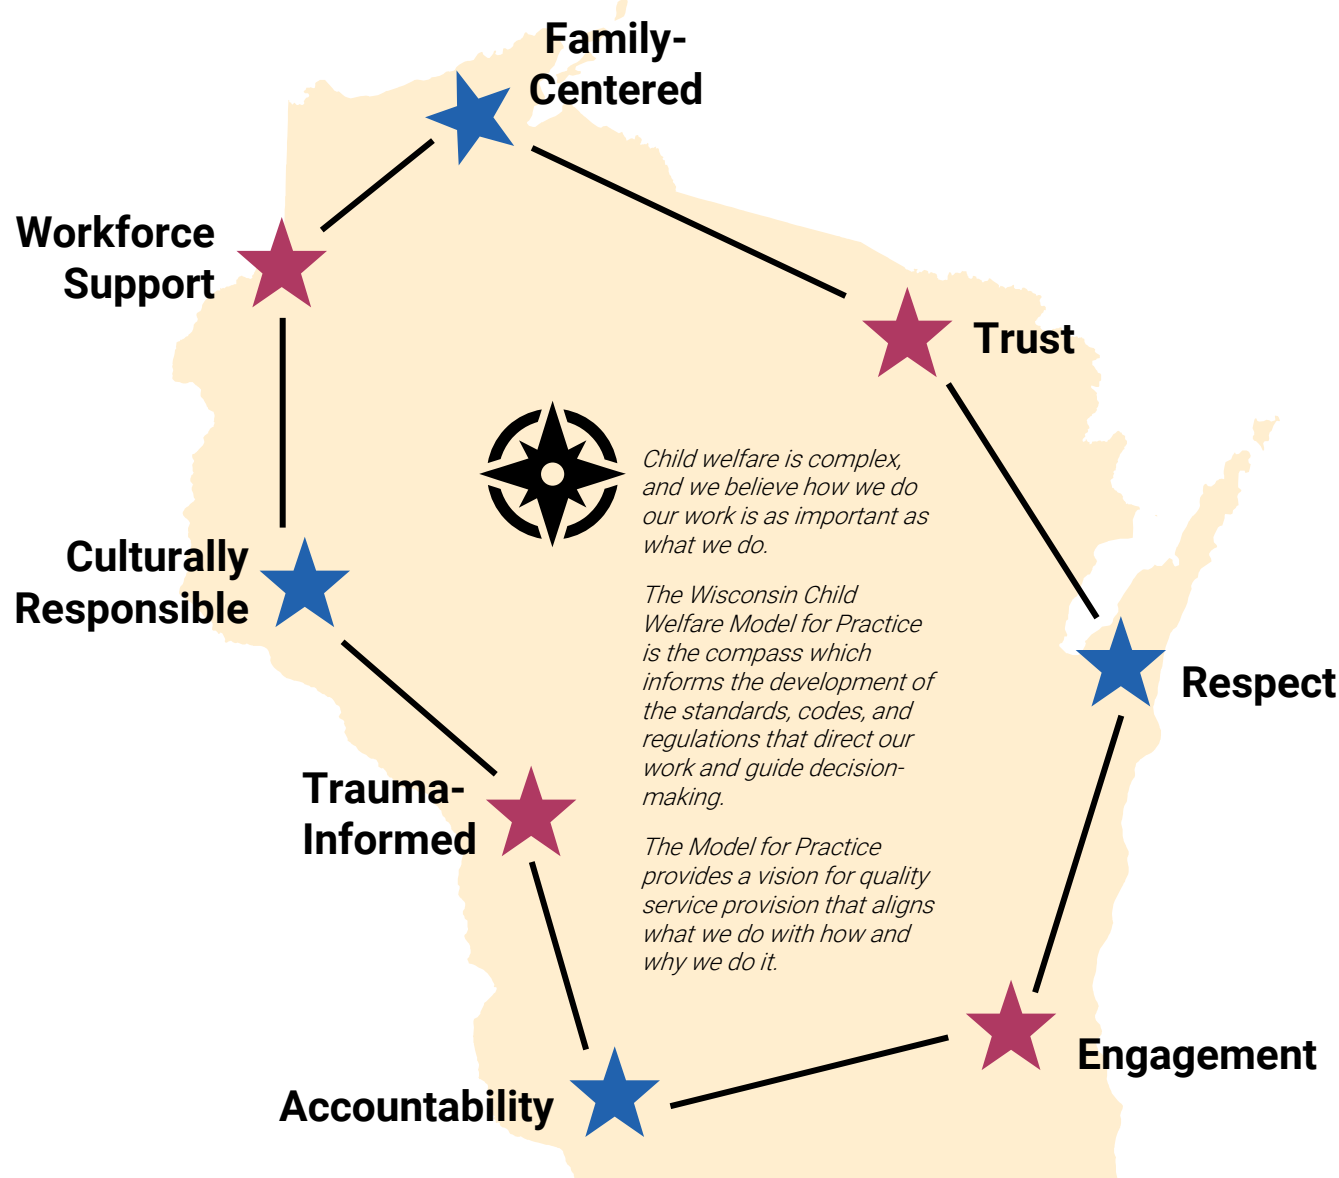 Family-
Centered
Workforce
Support
Trust
Child welfare is complex,
and we believe how we do
our work is as important as
what we do.
The Wisconsin Child
Welfare Model for Practice
is the compass which
informs the development of
the standards, codes, and
regulations that direct our
work and guide decision-
making.
The Model for Practice
provides a vision for quality
service provision that aligns
what we do with how and
why we do it.
Culturally
Responsible
Respect
Trauma-
Informed
Engagement
Accountability